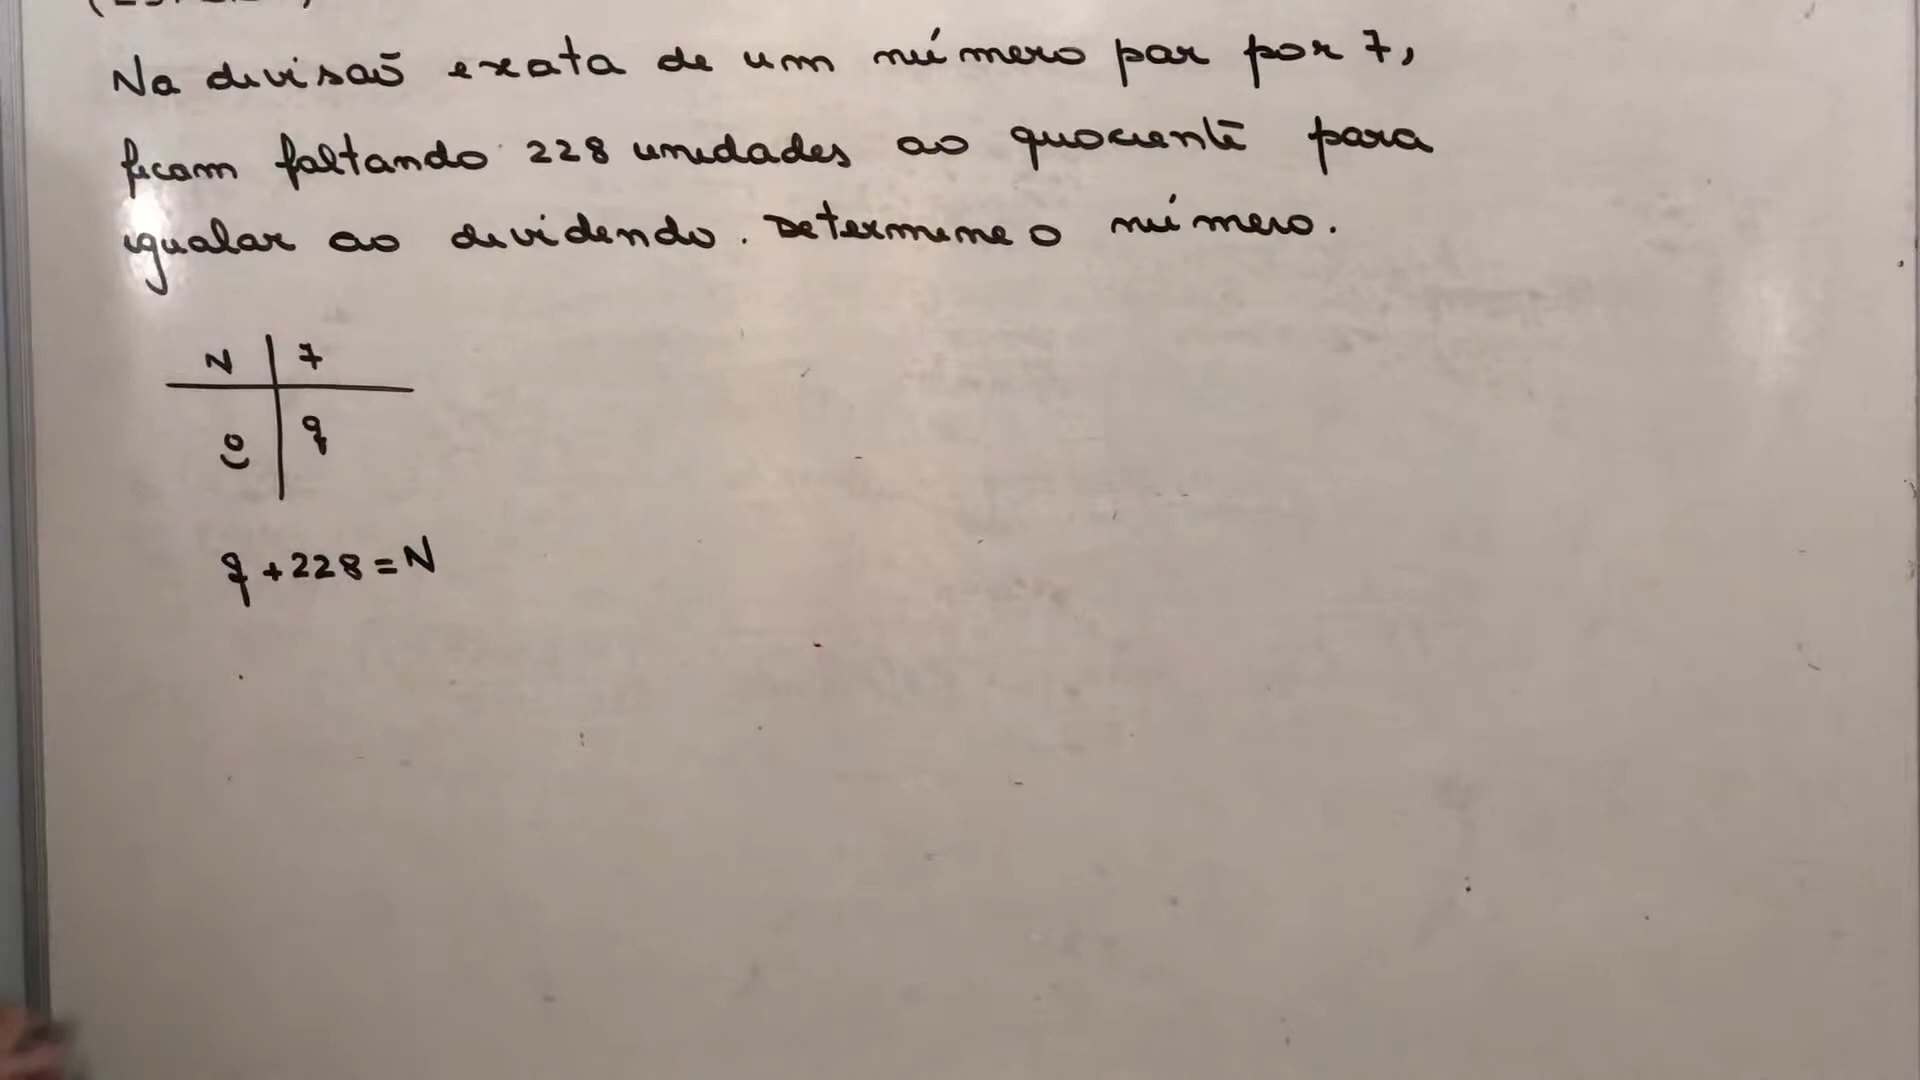 Na divisão exata de um número par por 7,
ficam faltando 228 unidades ao quociente para
igualar ao dividendo. Determine o número.
N 7
0 q
q + 228 = N